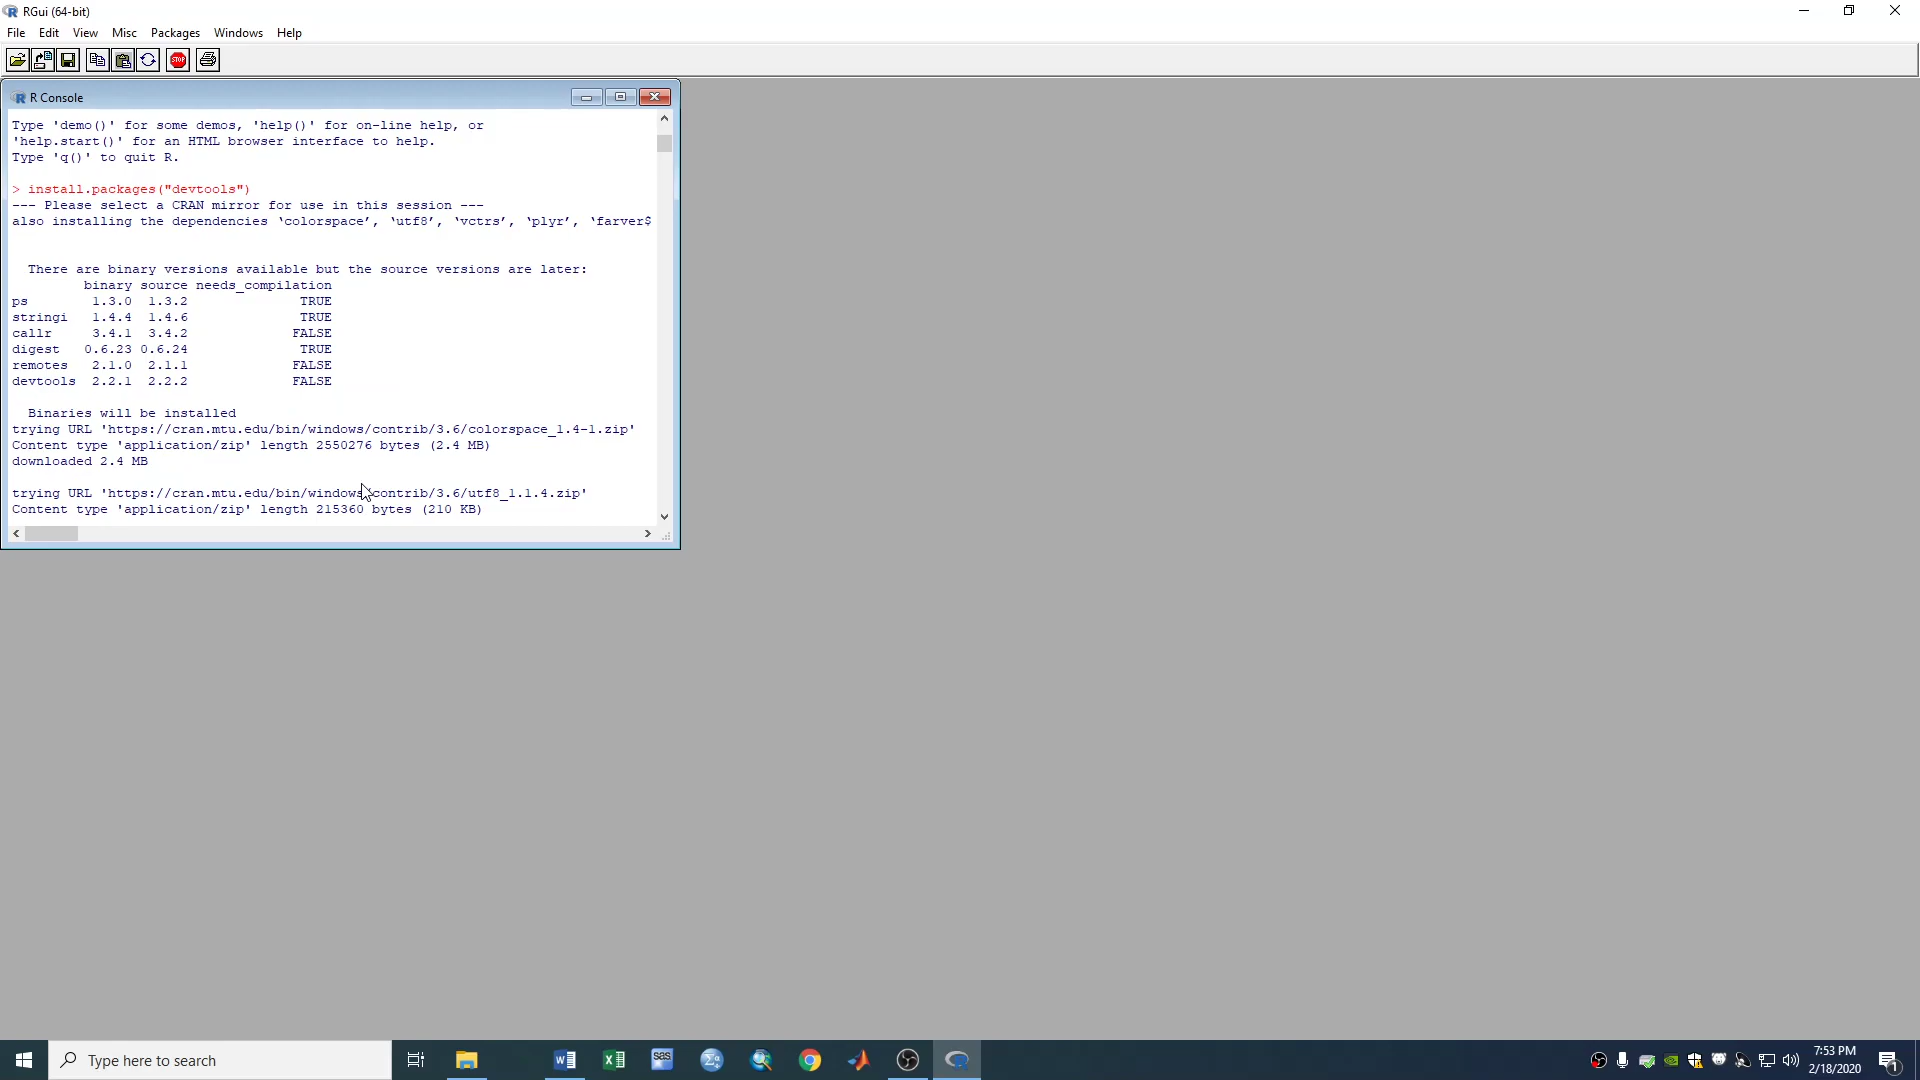 RGui (64-bit)
File Edit View Misc Packages Windows Help
STOP
R Console
Type 'demo()' for some demos, 'help()' for on-line help, or
'help.start()' for an HTML browser interface to help.
Type 'q()' to quit R.
> install.packages("devtools")
--- Please select a CRAN mirror for use in this session ---
also installing the dependencies ‘colorspace’, ‘utf8’, ‘vctrs’, ‘plyr’, ‘farver$
There are binary versions available but the source versions are later:
binary source needs_compilation
ps 1.3.0 1.3.2 TRUE
stringi 1.4.4 1.4.6 TRUE
callr 3.4.1 3.4.2 FALSE
digest 0.6.23 0.6.24 TRUE
remotes 2.1.0 2.1.1 FALSE
devtools 2.2.1 2.2.2 FALSE
Binaries will be installed
trying URL 'https://cran.mtu.edu/bin/windows/contrib/3.6/colorspace_1.4-1.zip'
Content type 'application/zip' length 2550276 bytes (2.4 MB)
downloaded 2.4 MB
trying URL 'https://cran.mtu.edu/bin/windows/contrib/3.6/utf8_1.1.4.zip'
Content type 'application/zip' length 215360 bytes (210 KB)
Type here to search
sas
7:53 PM
2/18/2020
1